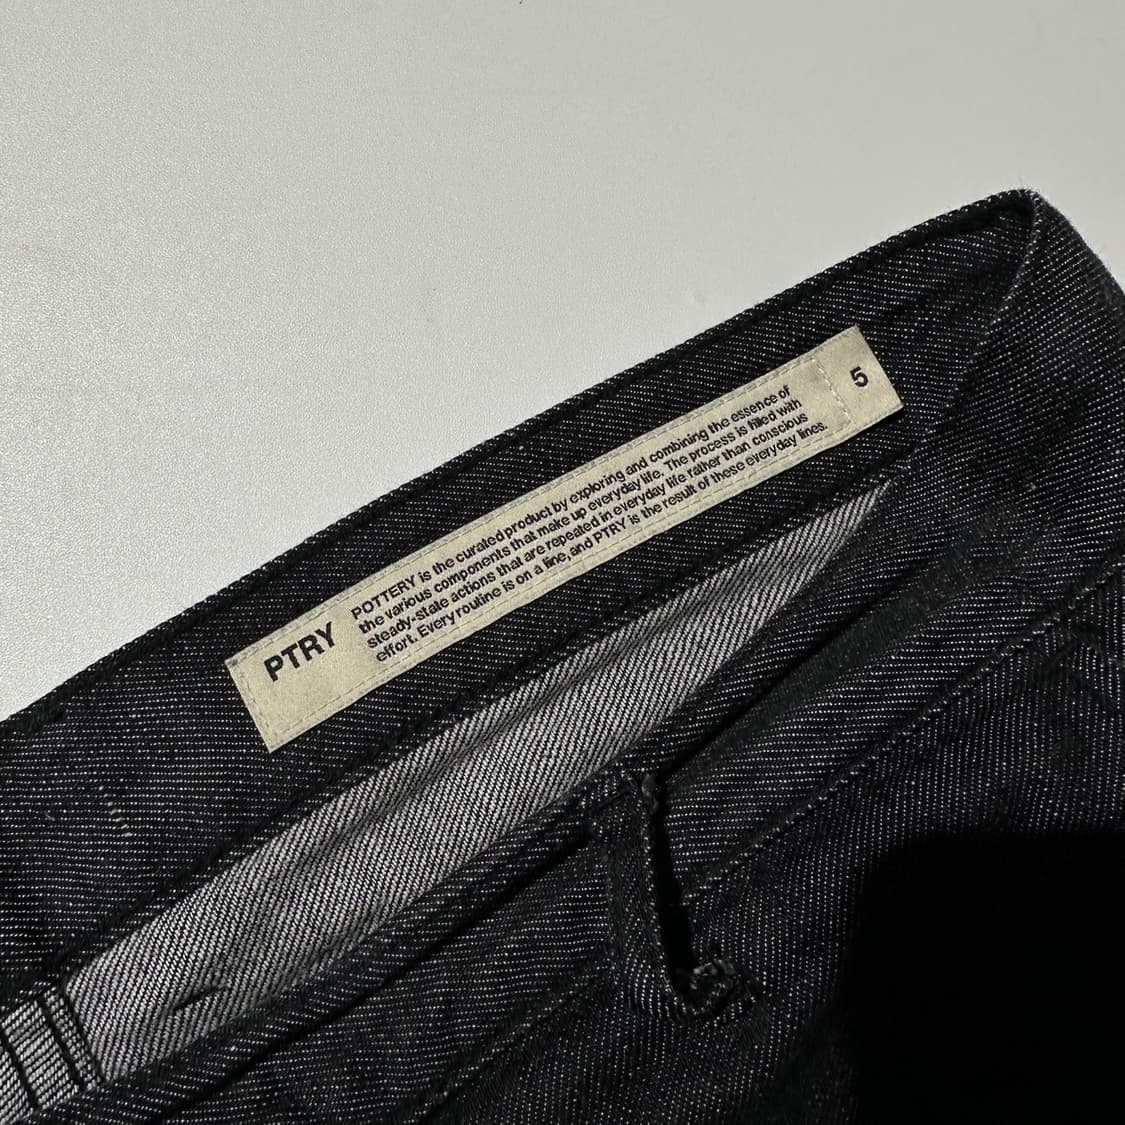 PTRY
POTTERY is the curated product by exploring and combining the essence of
the various components that make up everyday life. The process is filled with
steady-state actions that are repeated in everyday life rather than conscious
effort. Every routine is on a line, and PTRY is the result of these everyday lines.
5